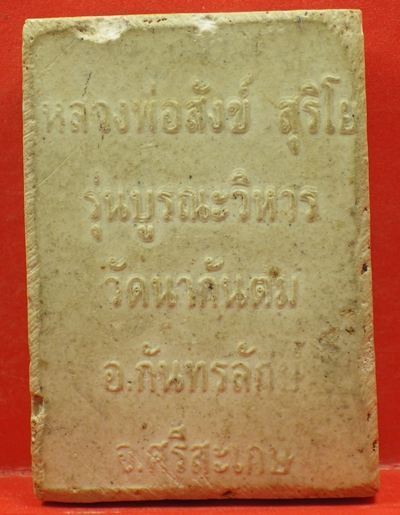 หลวงพ่อสังข์ สุริโย
รุ่นบูรณะวิหาร
วัดนากันตม
อ.กันทรลักษ์
จ.ศรีสะเกษ